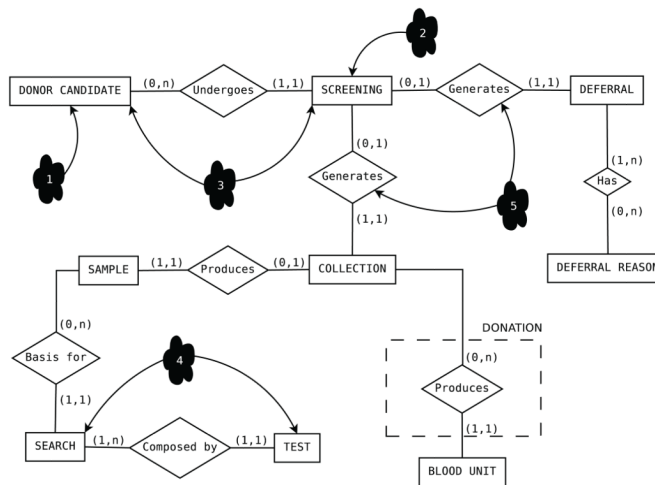 2
(0,n)
Undergoes
(1,1)
(0,1)
Generates
(1,1)
DONOR CANDIDATE
SCREENING
DEFERRAL
(0,1)
(1,n)
1
3
Generates
5
Has
(1,1)
(0,n)
SAMPLE
(1,1)
Produces
(0,1)
COLLECTION
DEFERRAL REASON
(0,n)
DONATION
Basis for
4
(0,n)
Produces
(1,1)
(1,1)
SEARCH
(1,n)
Composed by
(1,1)
TEST
BLOOD UNIT